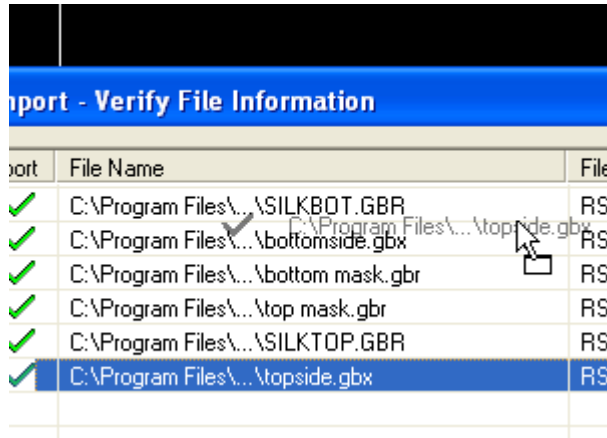 mport - Verify File Information
port File Name File
C:\Program Files\...\SILKBOT.GBR RS
C:\Program Files\...\topside.gbx
C:\Program Files\...\bottomside.gbx RS
C:\Program Files\...\bottom mask.gbr RS
C:\Program Files\...\top mask.gbr RS
C:\Program Files\...\SILKTOP.GBR RS
C:\Program Files\...\topside.gbx RS